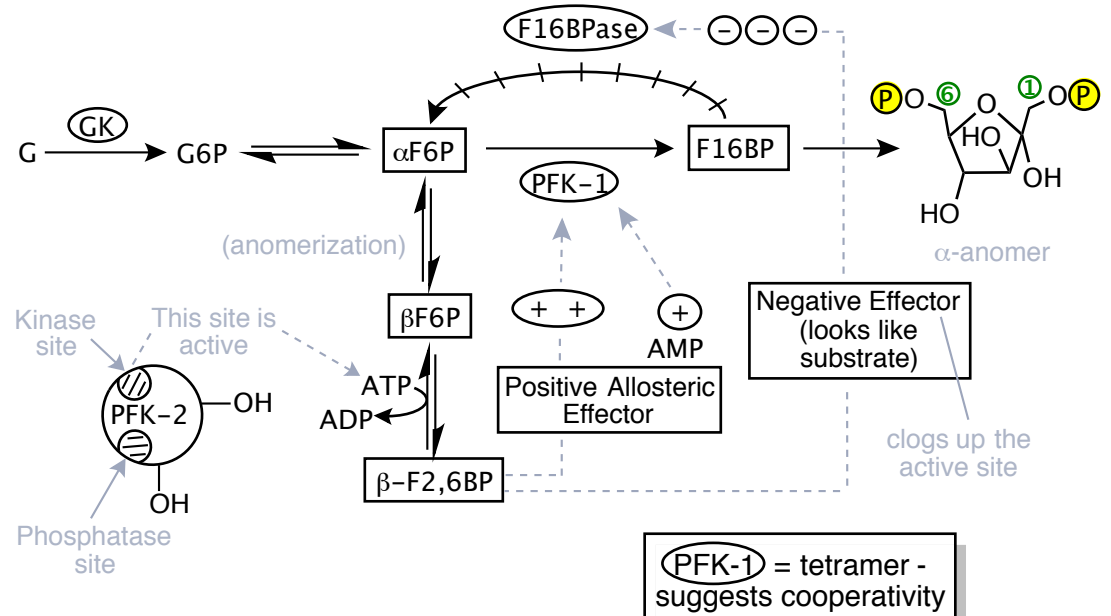 F16BPase
− − −
P O ⑥ O ① O P
GK
G
G6P
αF6P
F16BP
HO
OH
HO
PFK-1
α-anomer
(anomerization)
+ +
+
AMP
Negative Effector
(looks like
substrate)
βF6P
Kinase
site
This site is
active
Positive Allosteric
Effector
ATP
ADP
PFK-2
OH
OH
clogs up the
active site
β-F2,6BP
Phosphatase
site
PFK-1 = tetramer -
suggests cooperativity